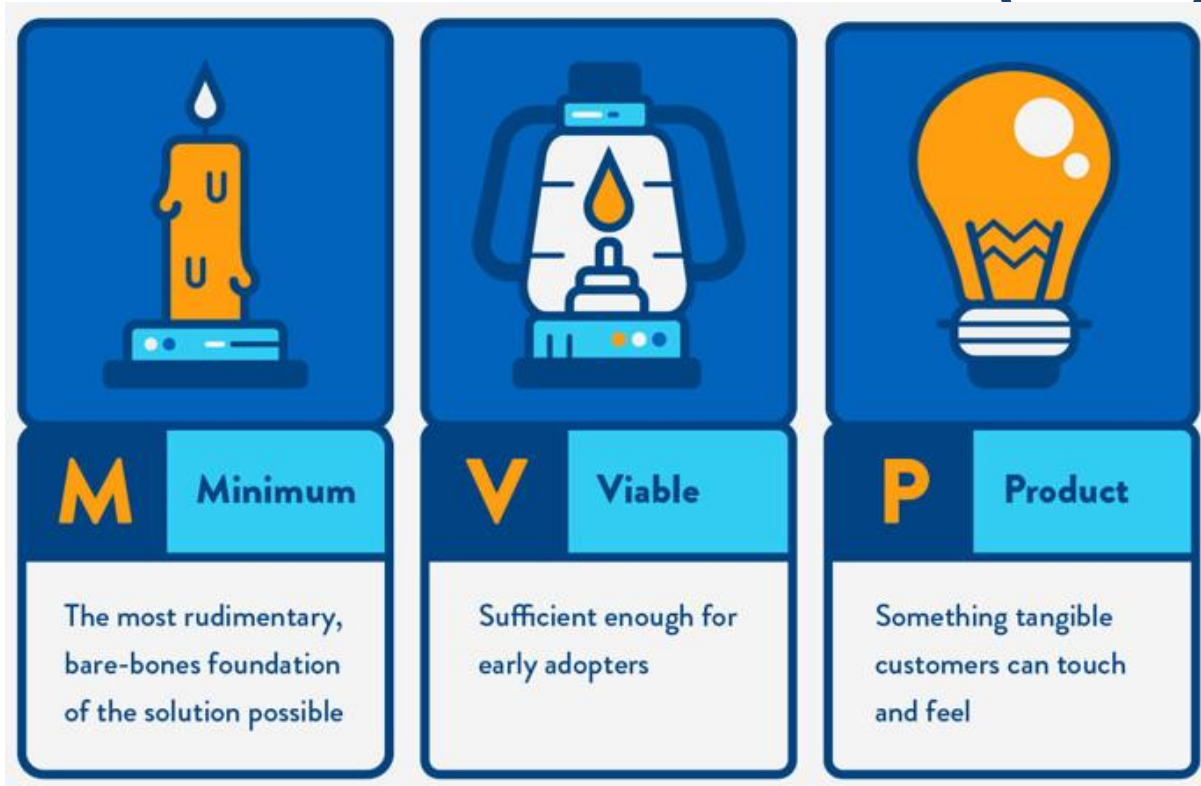 M Minimum
The most rudimentary,
bare-bones foundation
of the solution possible
V Viable
Sufficient enough for
early adopters
P Product
Something tangible
customers can touch
and feel